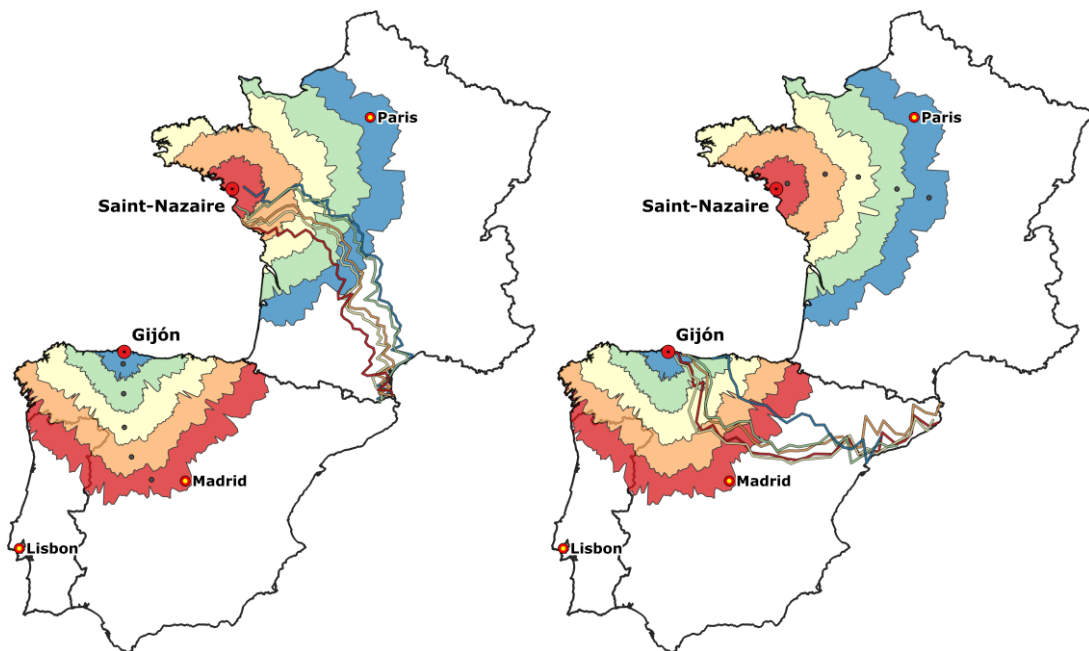 Paris
Saint-Nazaire
Gijón
Madrid
Lisbon
Paris
Saint-Nazaire
Gijón
Madrid
Lisbon